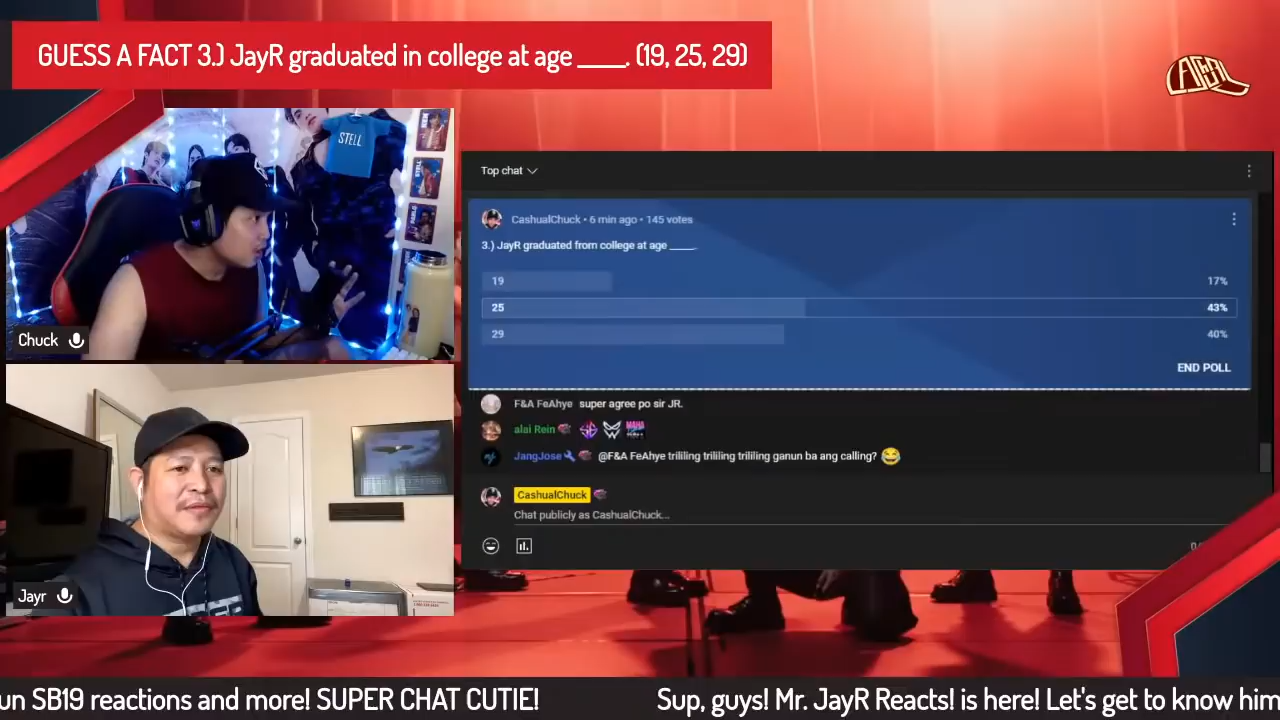 GUESS A FACT 3.) JayR graduated in college at age ____. (19, 25, 29)
STELL
Chuck
Jayr
Top chat
CashualChuck • 6 min ago • 145 votes
3.) JayR graduated from college at age ____.
19 17%
25 43%
29 40%
END POLL
F&A FeAhye super agree po sir JR.
alai Rein
JangJose @F&A FeAhye trililing trililing trililing ganun ba ang calling? 😂
CashualChuck
Chat publicly as CashualChuck...
un SB19 reactions and more! SUPER CHAT CUTIE! Sup, guys! Mr. JayR Reacts! is here! Let's get to know him